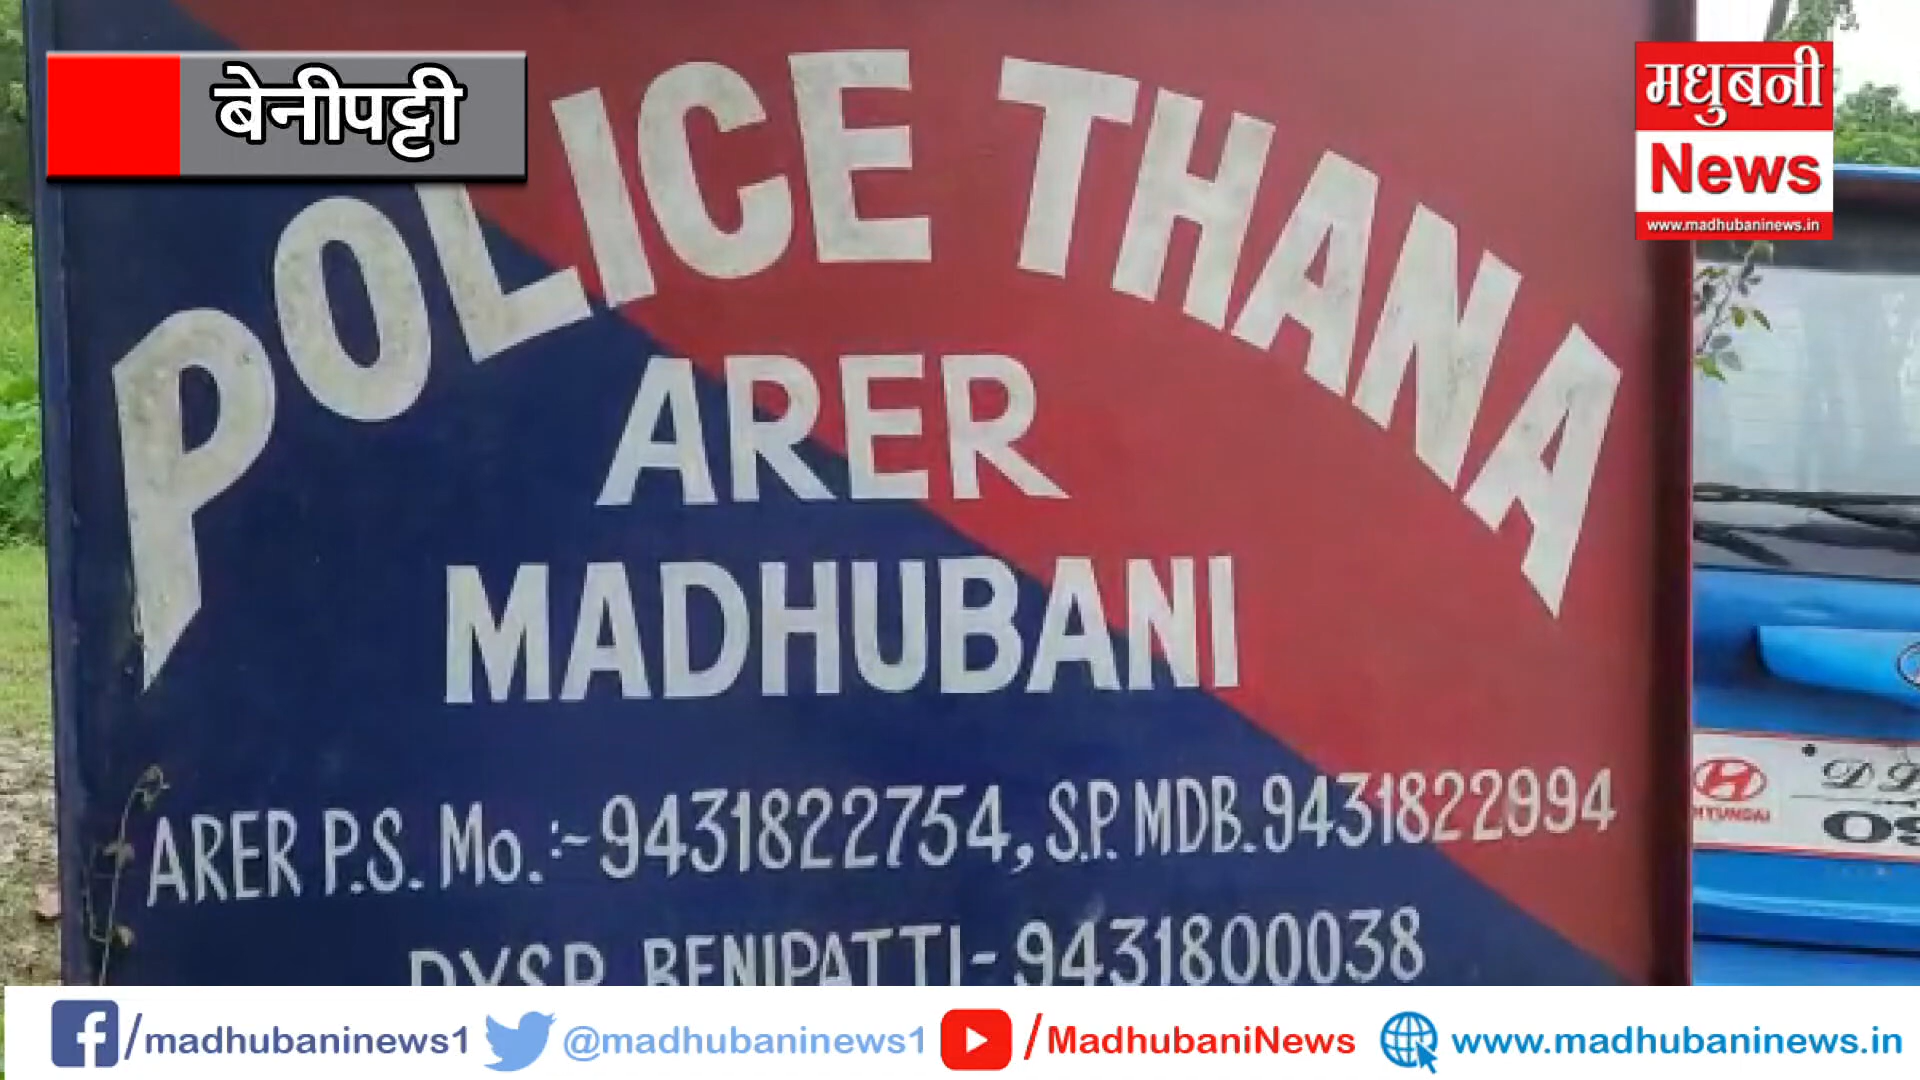 बेनीपट्टी
मधुबनी
News
www.madhubaninews.in
POLICE THANA
ARER
MADHUBANI
ARER P.S. Mo.:-9431822754, S.P. MDB.9431822994
DYSP BENIPATTI-9431800038
HYUNDAI
/madhubaninews1 @madhubaninews1 /MadhubaniNews www.madhubaninews.in